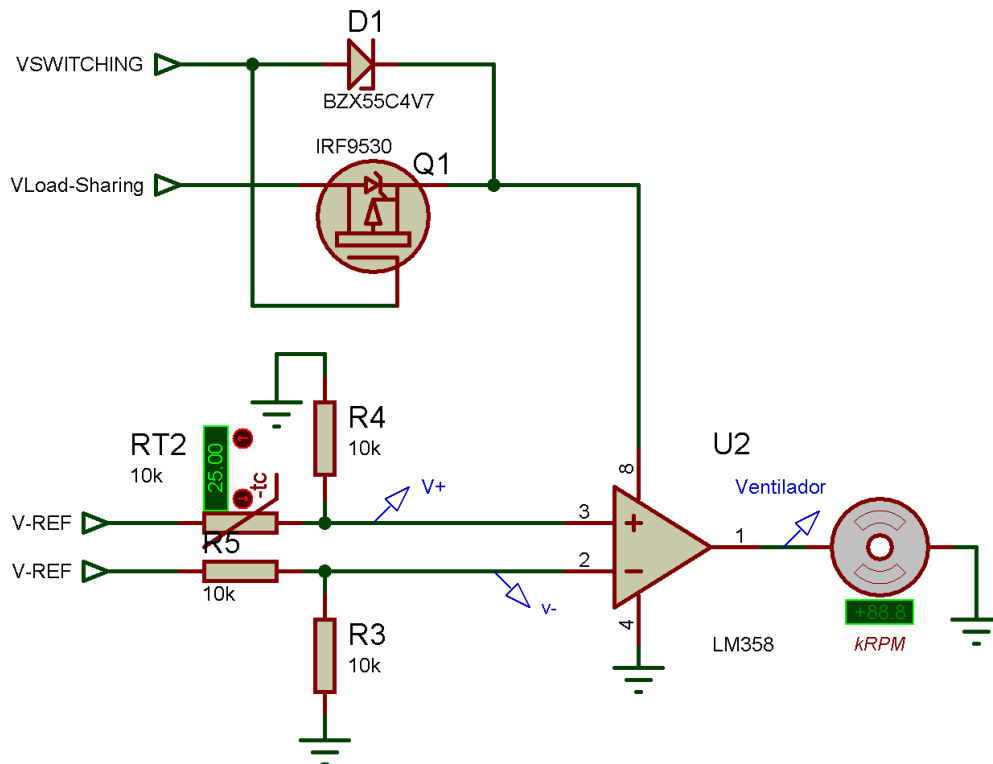 D1
VSWITCHING
BZX55C4V7
IRF9530
Q1
VLoad-Sharing
R4
10k
RT2
10k
25.00
-tc
U2
8
V+
Ventilador
V-REF
3
1
R5
V-REF
2
10k
v-
4
R3
10k
LM358
+88.8
kRPM